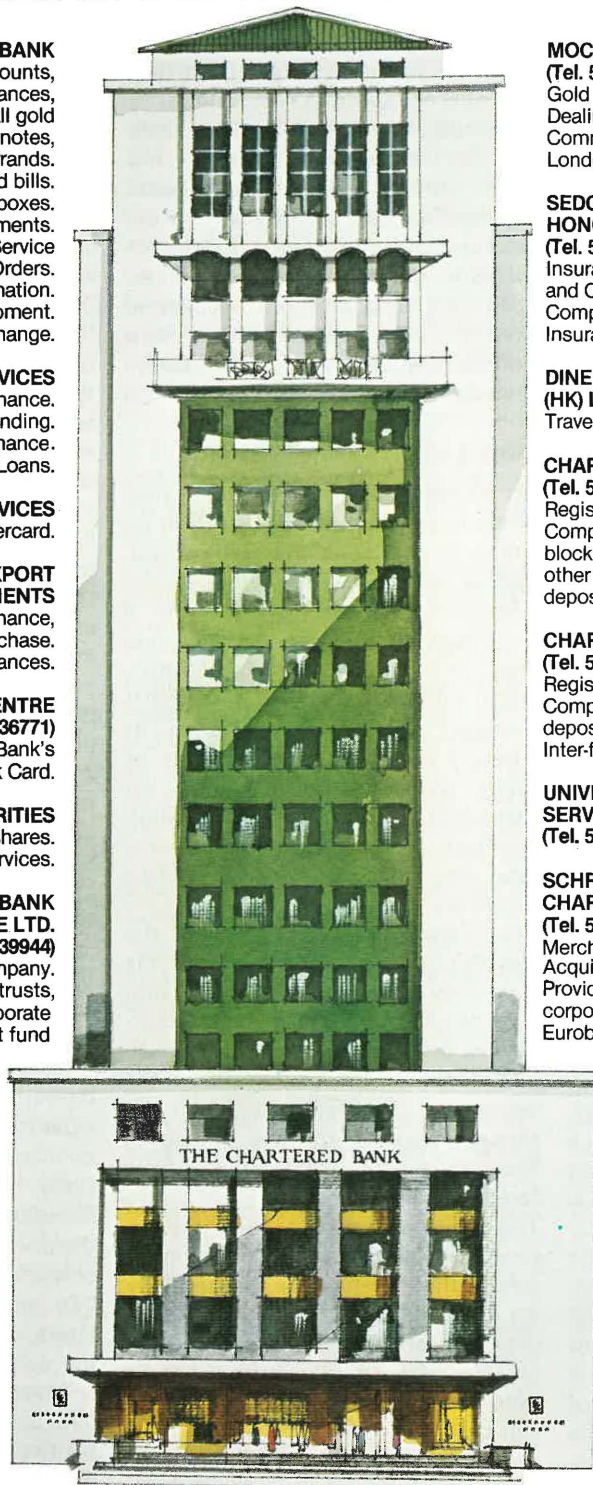 BANK
ounts,
ances,
ll gold
notes,
rands.
d bills.
boxes.
ments.
Service
Orders.
nation.
pment.
hange.
VICES
nance.
nding.
nance.
Loans.
VICES
ercard.
XPORT
MENTS
nance,
chase.
ances.
ENTRE
36771)
Bank's
k Card.
RITIES
shares.
rvices.
BANK
E LTD.
39944)
mpany.
trusts,
orporate
t fund
MOC
(Tel. 5
Gold
Deali
Comm
Lond
SEDG
HONG
(Tel. 5
Insura
and C
Comp
Insura
DINE
(HK) L
Trave
CHAR
(Tel. 5
Regis
Comp
block
other
depos
CHAR
(Tel. 5
Regis
Comp
depos
Inter-f
UNIVE
SERV
(Tel. 5
SCHR
CHAR
(Tel. 5
Merch
Acqui
Provid
corpo
Eurob
THE CHARTERED BANK